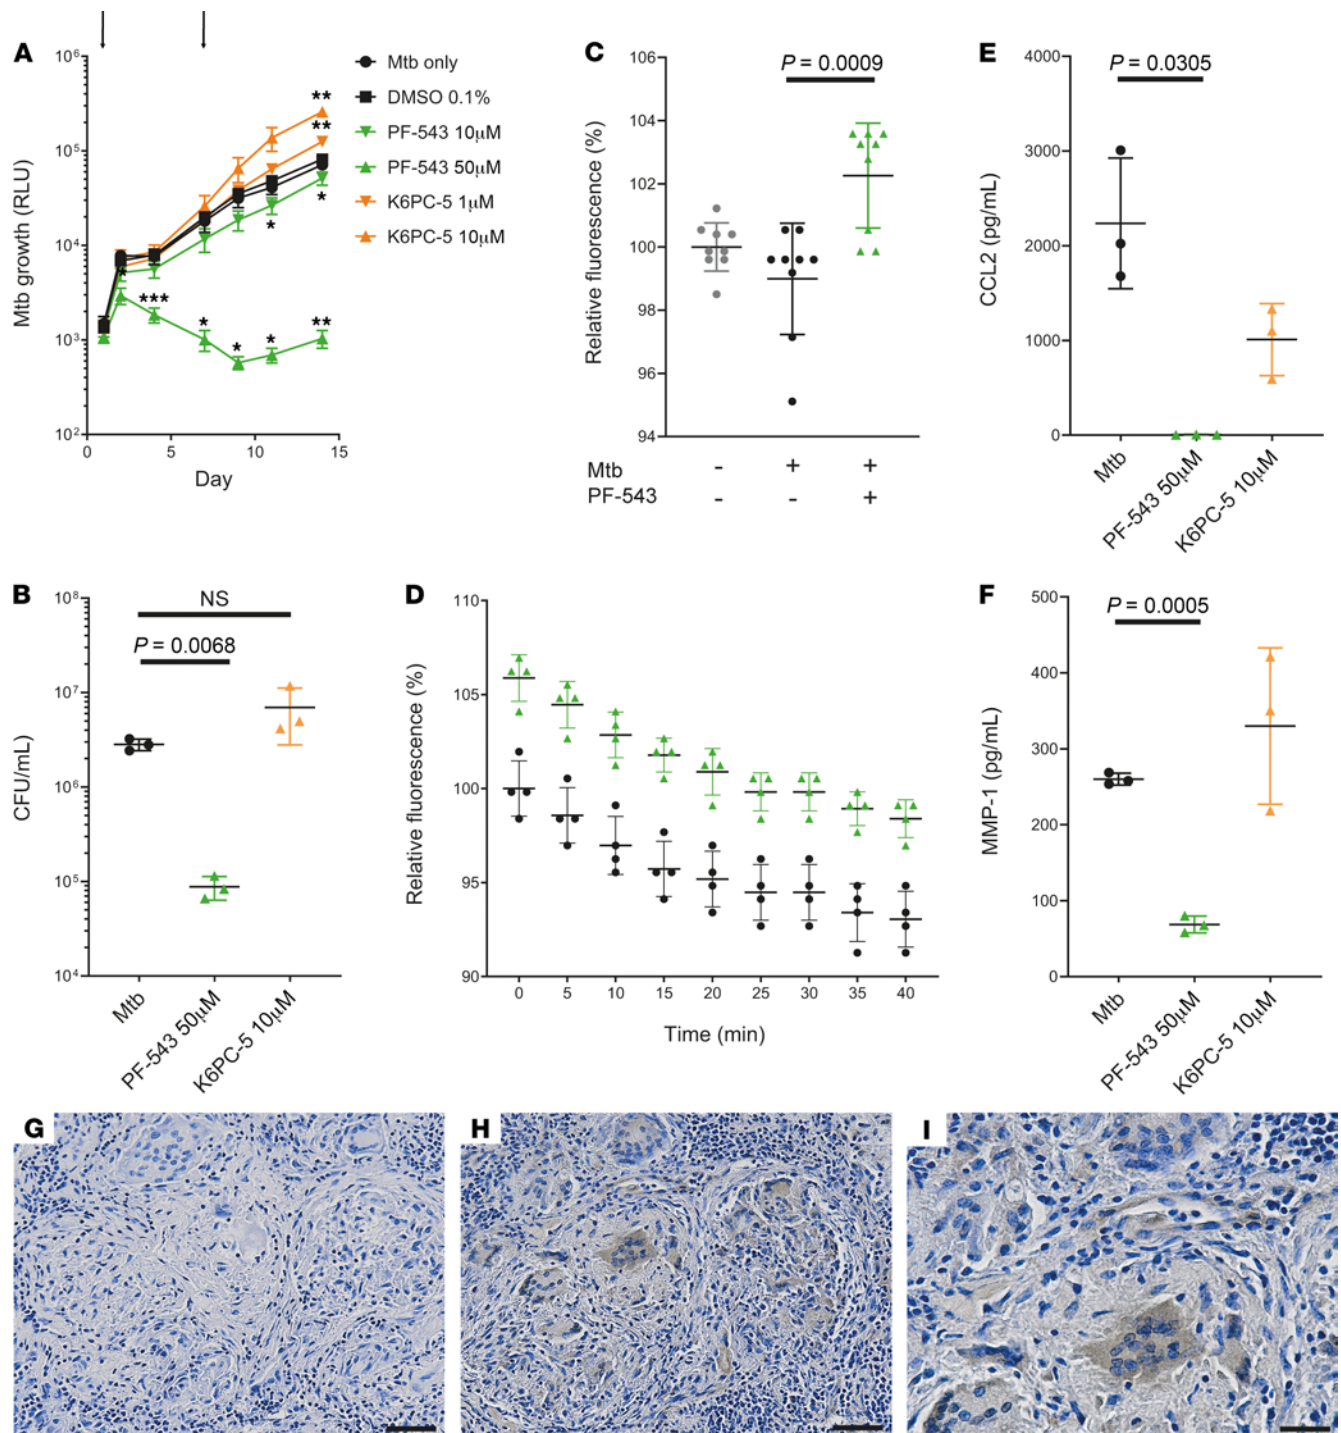 A
10⁶
10⁵
10⁴
10³
10²
Mtb growth (RLU)
**
**
*
*
*
***
*
*
*
**
0
5
10
15
Day
Mtb only
DMSO 0.1%
PF-543 10μM
PF-543 50μM
K6PC-5 1μM
K6PC-5 10μM
C
P = 0.0009
106
104
102
100
98
96
94
Relative fluorescence (%)
Mtb - + +
PF-543 - - +
E
P = 0.0305
4000
3000
2000
1000
0
CCL2 (pg/mL)
Mtb
PF-543 50μM
K6PC-5 10μM
B
NS
P = 0.0068
10⁸
10⁷
10⁶
10⁵
10⁴
CFU/mL
Mtb
PF-543 50μM
K6PC-5 10μM
D
110
105
100
95
90
Relative fluorescence (%)
0 5 10 15 20 25 30 35 40
Time (min)
F
P = 0.0005
500
400
300
200
100
0
MMP-1 (pg/mL)
Mtb
PF-543 50μM
K6PC-5 10μM
G
H
I